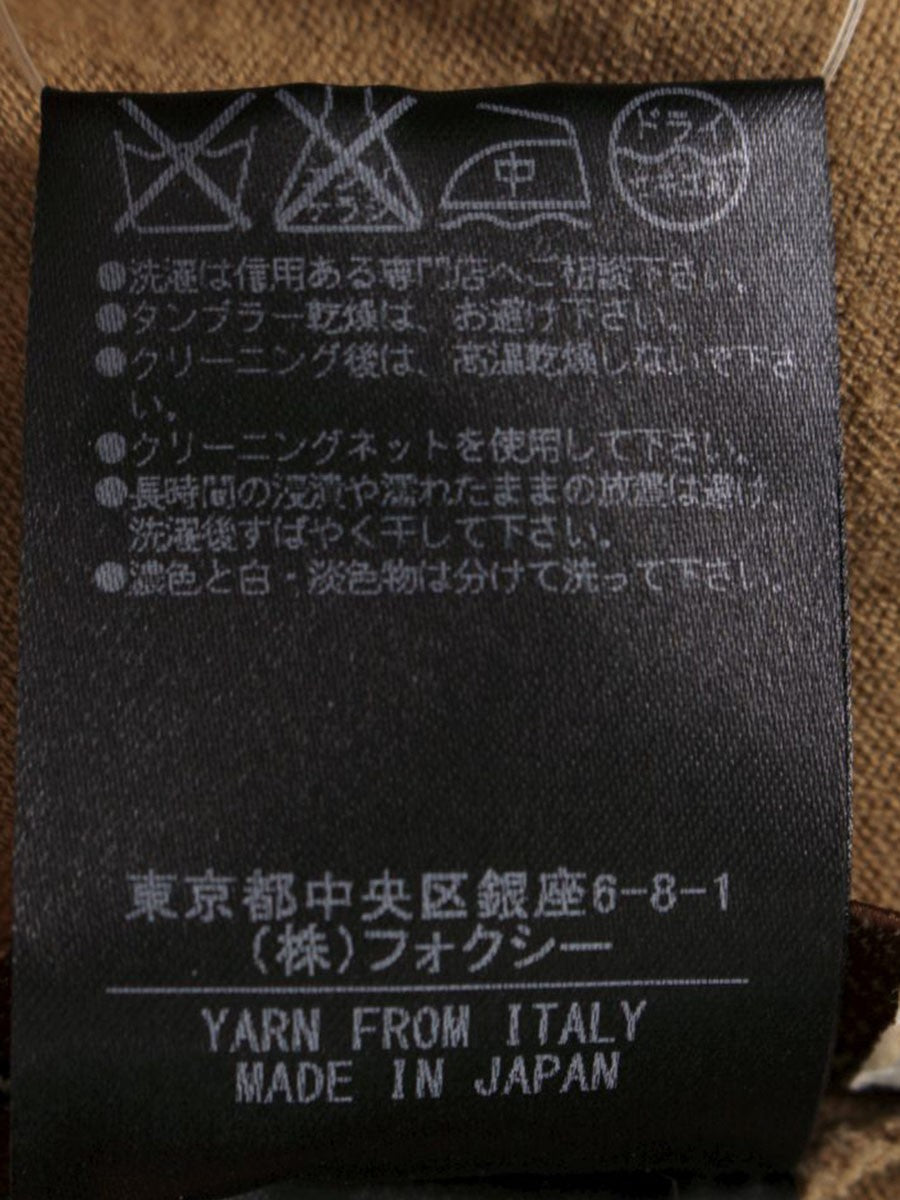 中
ドライ
●洗濯は信用ある専門店へご相談下さい。
●タンブラー乾燥は、お避け下さい。
●クリーニング後は、高温乾燥しないで下さ
い。
●クリーニングネットを使用して下さい。
●長時間の浸漬や濡れたままの放置は避け、
洗濯後すばやく干して下さい。
●濃色と白・淡色物は分けて洗って下さい。
東京都中央区銀座6-8-1
(株)フォクシー
YARN FROM ITALY
MADE IN JAPAN